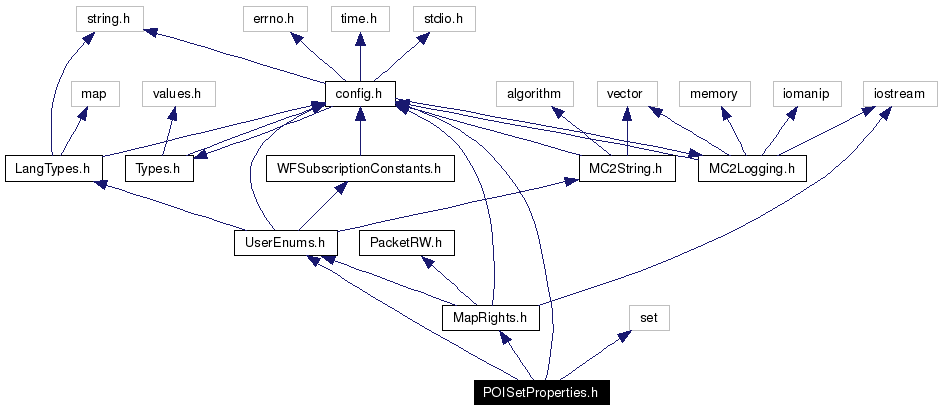 string.h
errno.h
time.h
stdio.h
map
values.h
config.h
algorithm
vector
memory
iomanip
iostream
LangTypes.h
Types.h
WFSubscriptionConstants.h
MC2String.h
MC2Logging.h
UserEnums.h
PacketRW.h
MapRights.h
set
POISetProperties.h